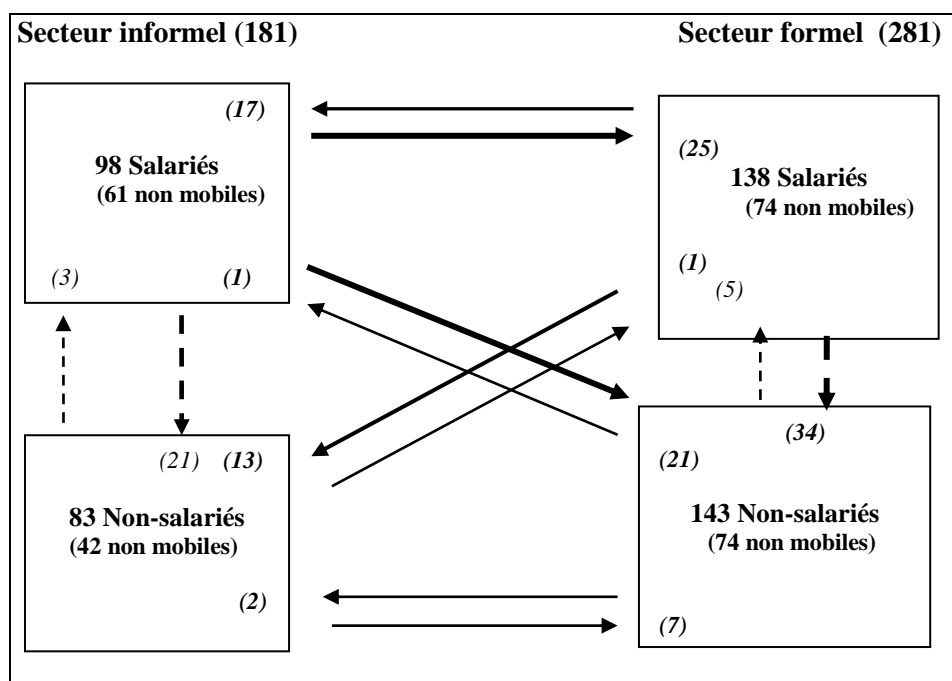 Secteur informel (181)
Secteur formel (281)
(17)
98 Salariés
(61 non mobiles)
(3) (1)
(25)
138 Salariés
(74 non mobiles)
(1)
(5)
(21) (13)
83 Non-salariés
(42 non mobiles)
(2)
(34)
(21)
143 Non-salariés
(74 non mobiles)
(7)